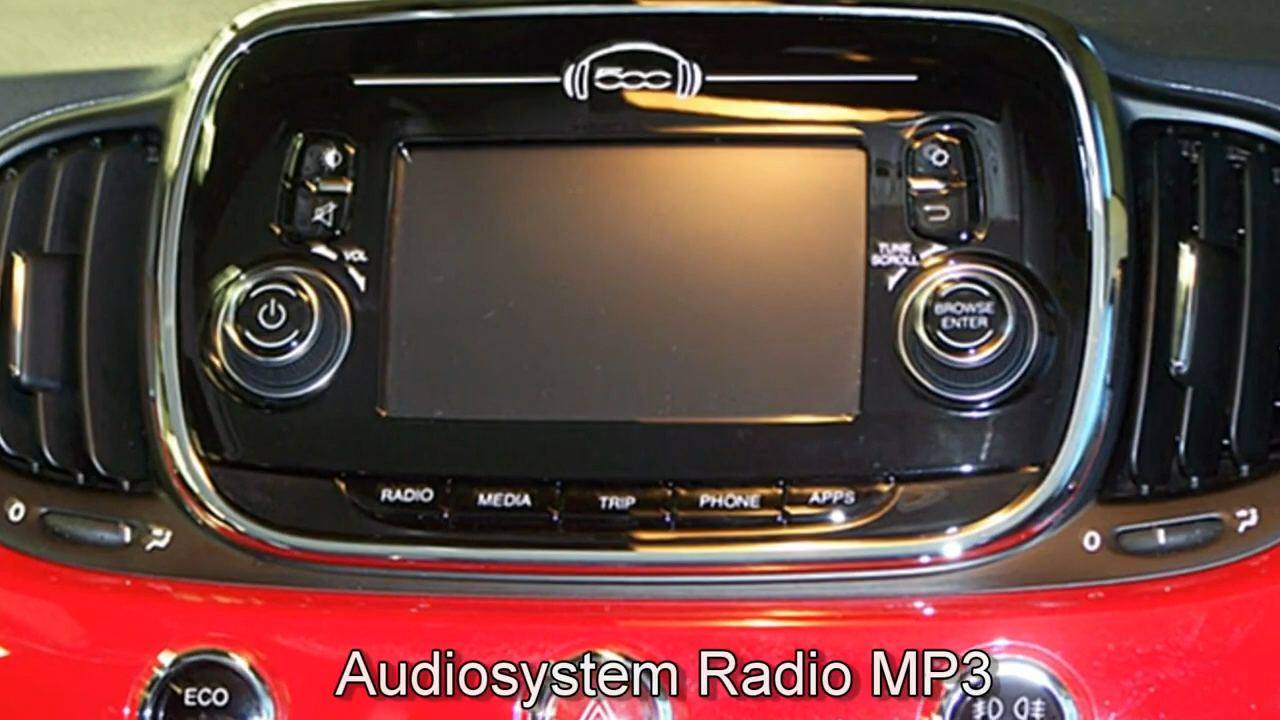 500
VOL
TUNE
SCROLL
BROWSE
ENTER
RADIO MEDIA TRIP PHONE APPS
0
0
Audiosystem Radio MP3
ECO